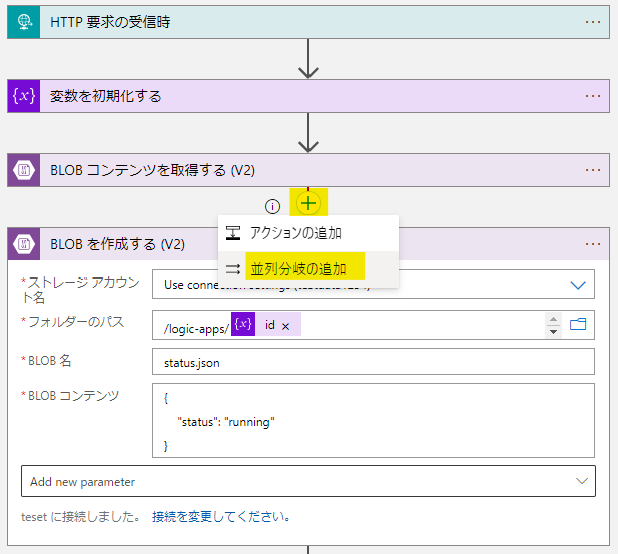 HTTP 要求の受信時
{x} 変数を初期化する
BLOB コンテンツを取得する (V2)
アクションの追加
BLOB を作成する (V2)
並列分岐の追加
*ストレージ アカウント名
Use connection settings
*フォルダーのパス
/logic-apps/ {x} id ×
*BLOB 名
status.json
*BLOB コンテンツ
{
"status": "running"
}
Add new parameter
teset に接続しました。 接続を変更してください。